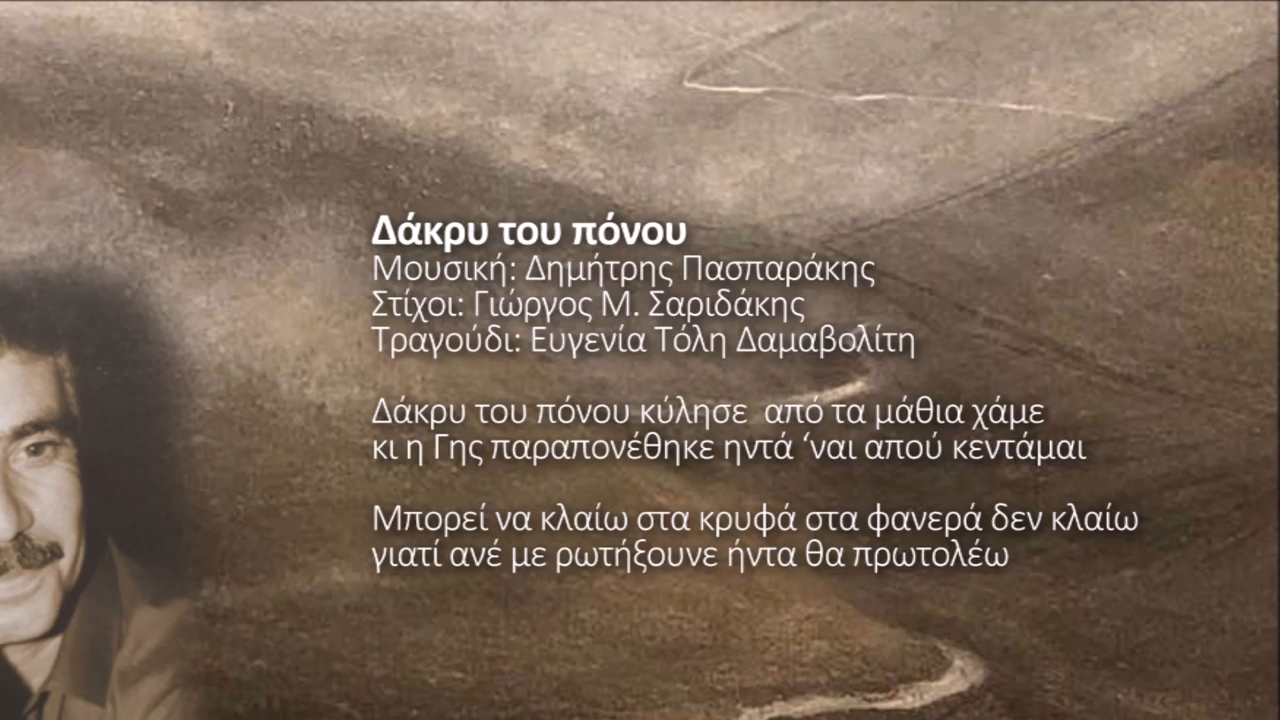 Δάκρυ του πόνου
Μουσική: Δημήτρης Πασπαράκης
Στίχοι: Γιώργος Μ. Σαριδάκης
Τραγούδι: Ευγενία Τόλη Δαμαβολίτη
Δάκρυ του πόνου κύλησε  από τα μάθια χάμε
κι η Γης παραπονέθηκε ηντά ‘ναι απού κεντάμαι
Μπορεί να κλαίω στα κρυφά στα φανερά δεν κλαίω
γιατί ανέ με ρωτήξουνε ήντα θα πρωτολέω